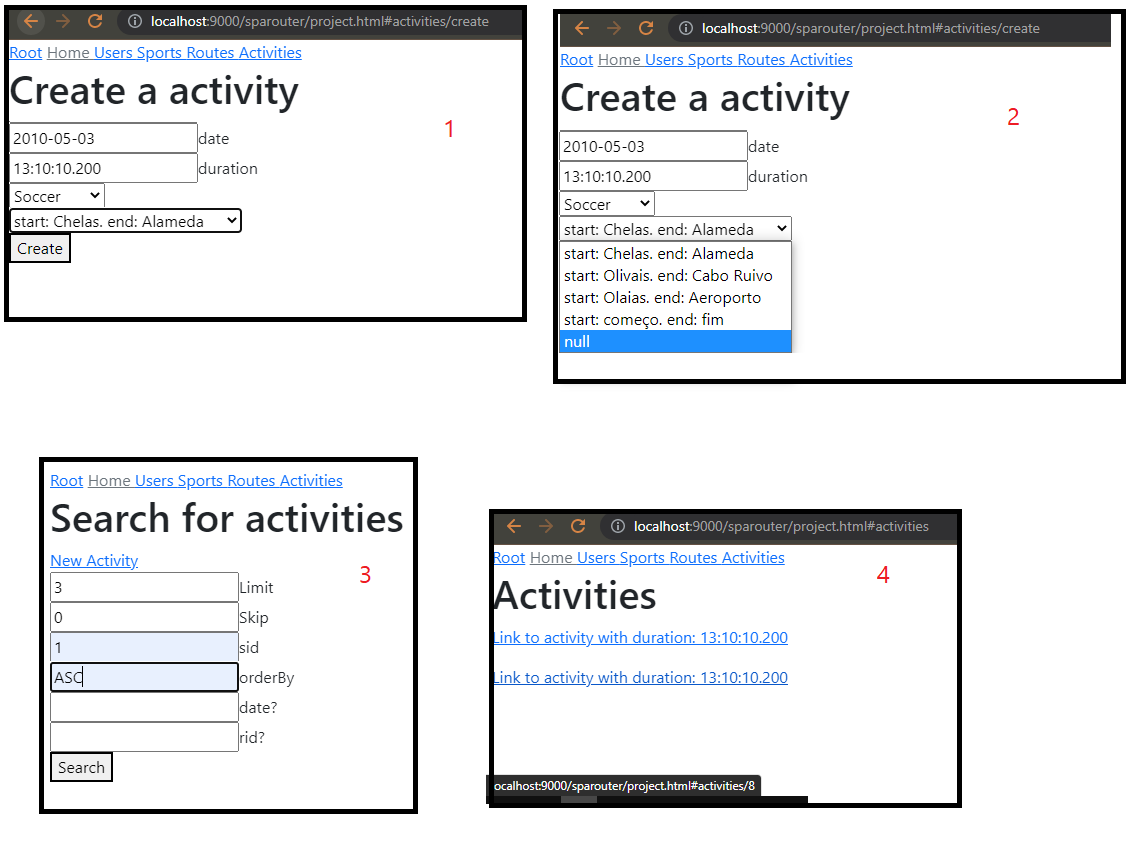 localhost:9000/sparouter/project.html#activities/create
Root Home Users Sports Routes Activities
Create a activity
1
2010-05-03 date
13:10:10.200 duration
Soccer
start: Chelas. end: Alameda
Create
localhost:9000/sparouter/project.html#activities/create
Root Home Users Sports Routes Activities
Create a activity
2
2010-05-03 date
13:10:10.200 duration
Soccer
start: Chelas. end: Alameda
start: Chelas. end: Alameda
start: Olivais. end: Cabo Ruivo
start: Olaias. end: Aeroporto
start: começo. end: fim
null
Root Home Users Sports Routes Activities
Search for activities
New Activity
3
3 Limit
0 Skip
1 sid
ASC orderBy
date?
rid?
Search
localhost:9000/sparouter/project.html#activities
Root Home Users Sports Routes Activities
4
Activities
Link to activity with duration: 13:10:10.200
Link to activity with duration: 13:10:10.200
ocalhost:9000/sparouter/project.html#activities/8